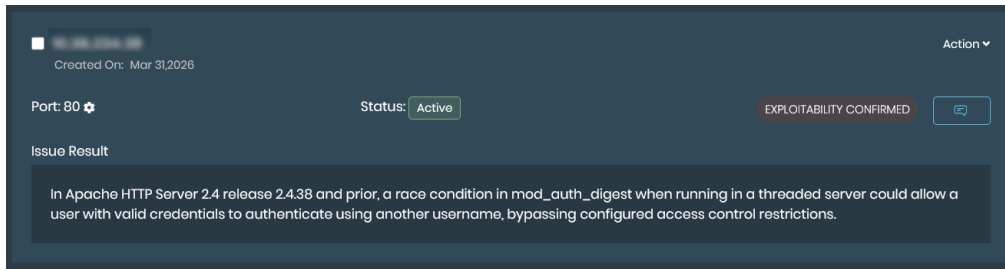 Action
Created On: Mar 31,2026
Port: 80
Status: Active
EXPLOITABILITY CONFIRMED
Issue Result
In Apache HTTP Server 2.4 release 2.4.38 and prior, a race condition in mod_auth_digest when running in a threaded server could allow a
user with valid credentials to authenticate using another username, bypassing configured access control restrictions.